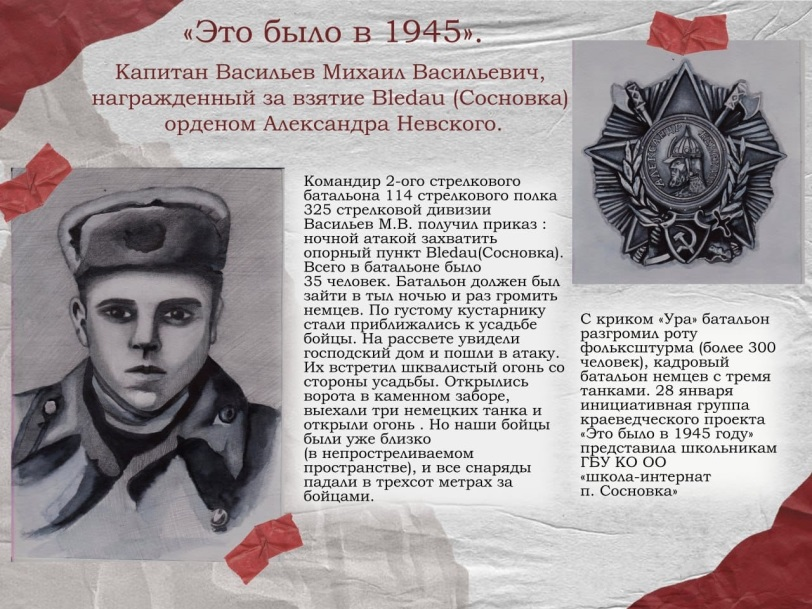 «Это было в 1945».
Капитан Васильев Михаил Васильевич,
награжденный за взятие Bledau (Сосновка)
орденом Александра Невского.
Командир 2-ого стрелкового
батальона 114 стрелкового полка
325 стрелковой дивизии
Васильев М.В. получил приказ :
ночной атакой захватить
опорный пункт Bledau(Сосновка).
Всего в батальоне было
35 человек. Батальон должен был
зайти в тыл ночью и раз громить
немцев. По густому кустарнику
стали приближались к усадьбе
бойцы. На рассвете увидели
господский дом и пошли в атаку.
Их встретил шквалистый огонь со
стороны усадьбы. Открылись
ворота в каменном заборе,
выехали три немецких танка и
открыли огонь . Но наши бойцы
были уже близко
(в непростреливаемом
пространстве), и все снаряды
падали в трехсот метрах за
бойцами.
С криком «Ура» батальон
разгромил роту
фольксштурма (более 300
человек), кадровый
батальон немцев с тремя
танками. 28 января
инициативная группа
краеведческого проекта
«Это было в 1945 году»
представила школьникам
ГБУ КО ОО
«школа-интернат
п. Сосновка»